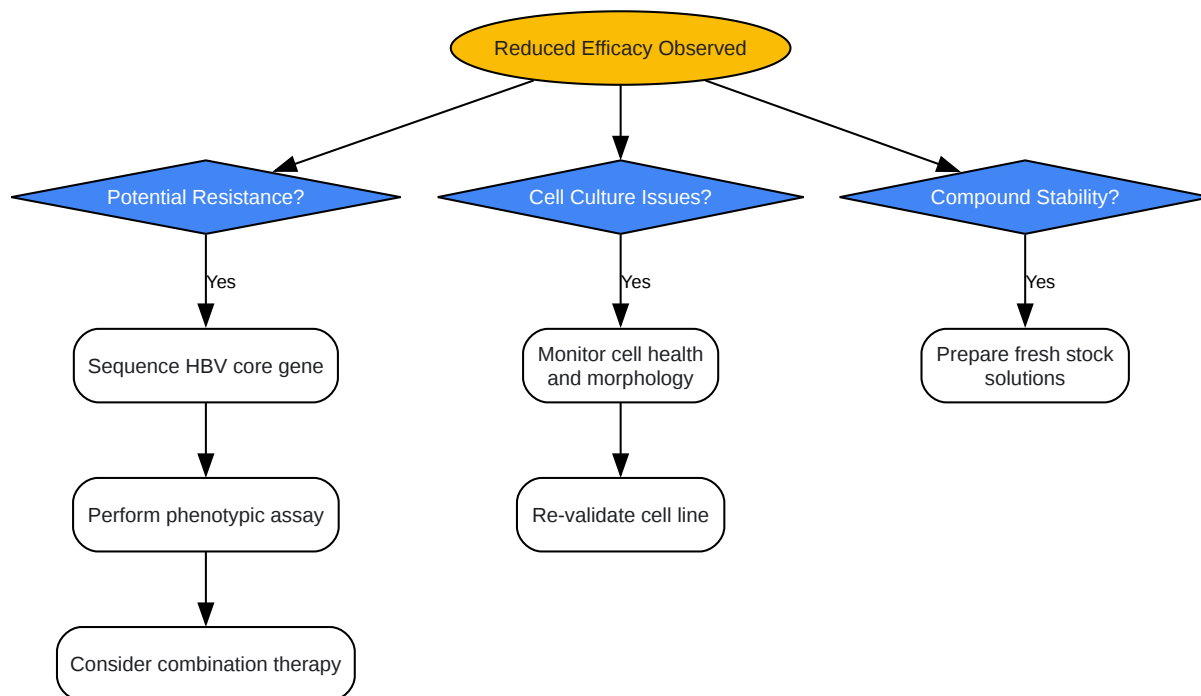 Reduced Efficacy Observed
Potential Resistance?
Cell Culture Issues?
Compound Stability?
Yes
Yes
Yes
Sequence HBV core gene
Monitor cell health
and morphology
Prepare fresh stock
solutions
Perform phenotypic assay
Re-validate cell line
Consider combination therapy